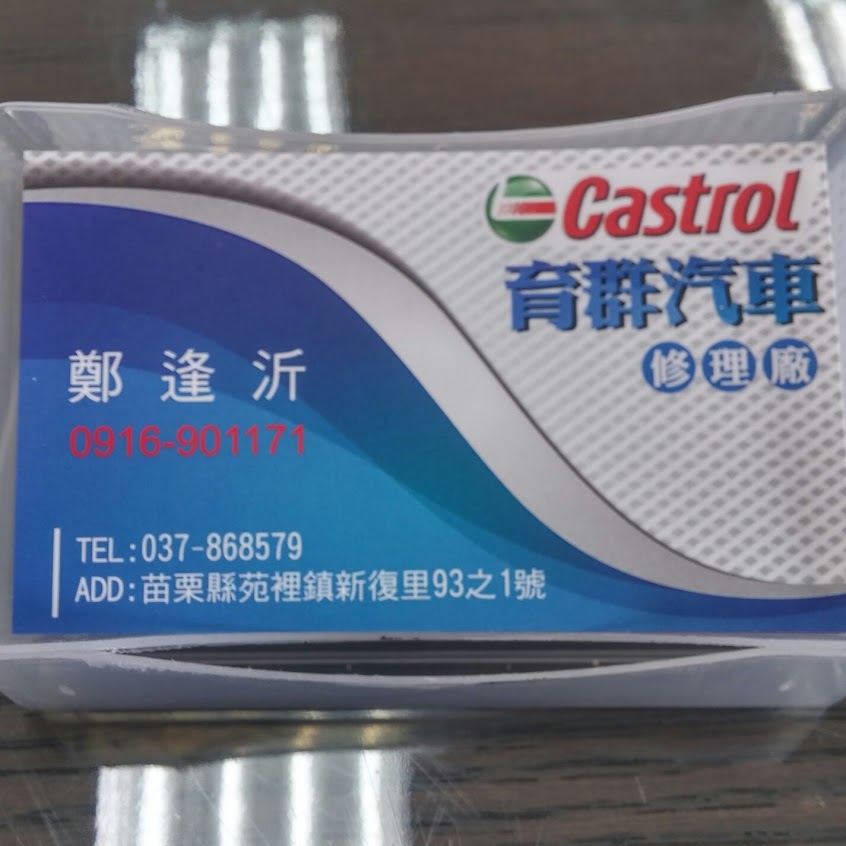 Castrol
育群汽車
修理廠
鄭逢沂
0916-901171
TEL:037-868579
ADD:苗栗縣苑裡鎮新復里93之1號